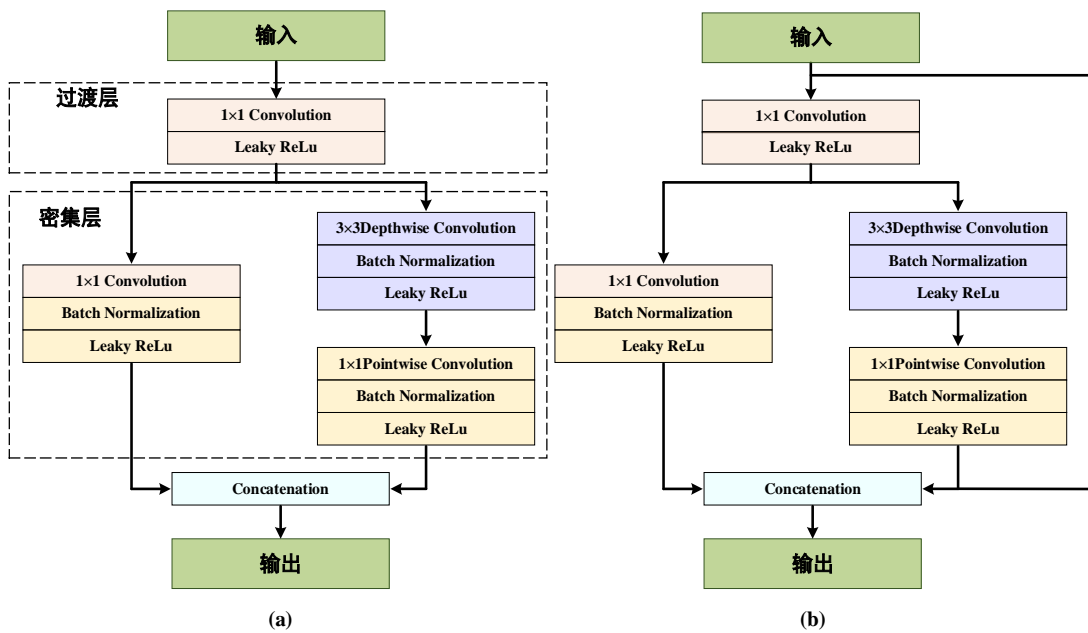 输入
过渡层
1×1 Convolution
Leaky ReLu
密集层
3×3Depthwise Convolution
Batch Normalization
Leaky ReLu
1×1 Convolution
Batch Normalization
Leaky ReLu
1×1Pointwise Convolution
Batch Normalization
Leaky ReLu
Concatenation
输出
(a)
输入
1×1 Convolution
Leaky ReLu
3×3Depthwise Convolution
Batch Normalization
Leaky ReLu
1×1 Convolution
Batch Normalization
Leaky ReLu
1×1Pointwise Convolution
Batch Normalization
Leaky ReLu
Concatenation
输出
(b)